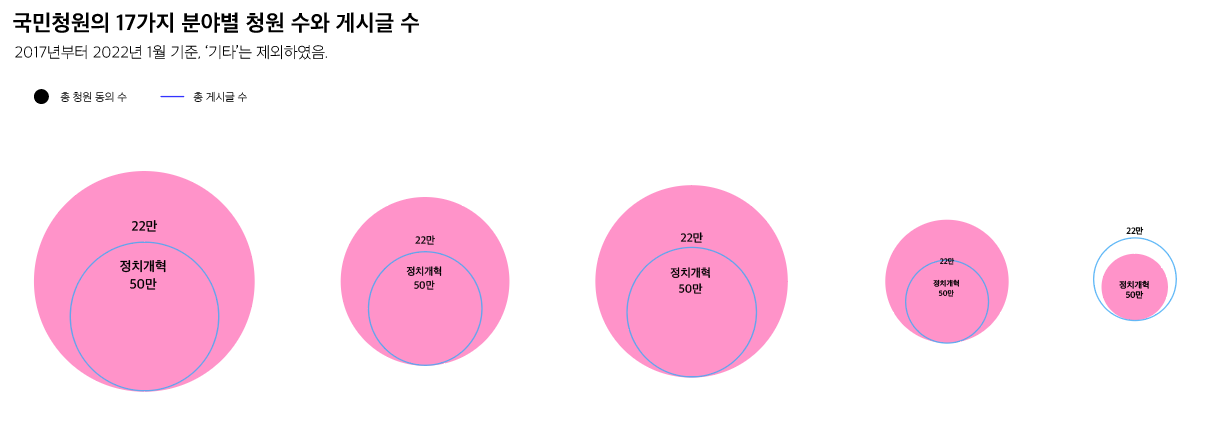 국민청원의 17가지 분야별 청원 수와 게시글 수
2017년부터 2022년 1월 기준, ‘기타’는 제외하였음.
총 청원 동의 수
총 게시글 수
22만
정치개혁
50만
22만
정치개혁
50만
22만
정치개혁
50만
22만
정치개혁
50만
22만
정치개혁
50만